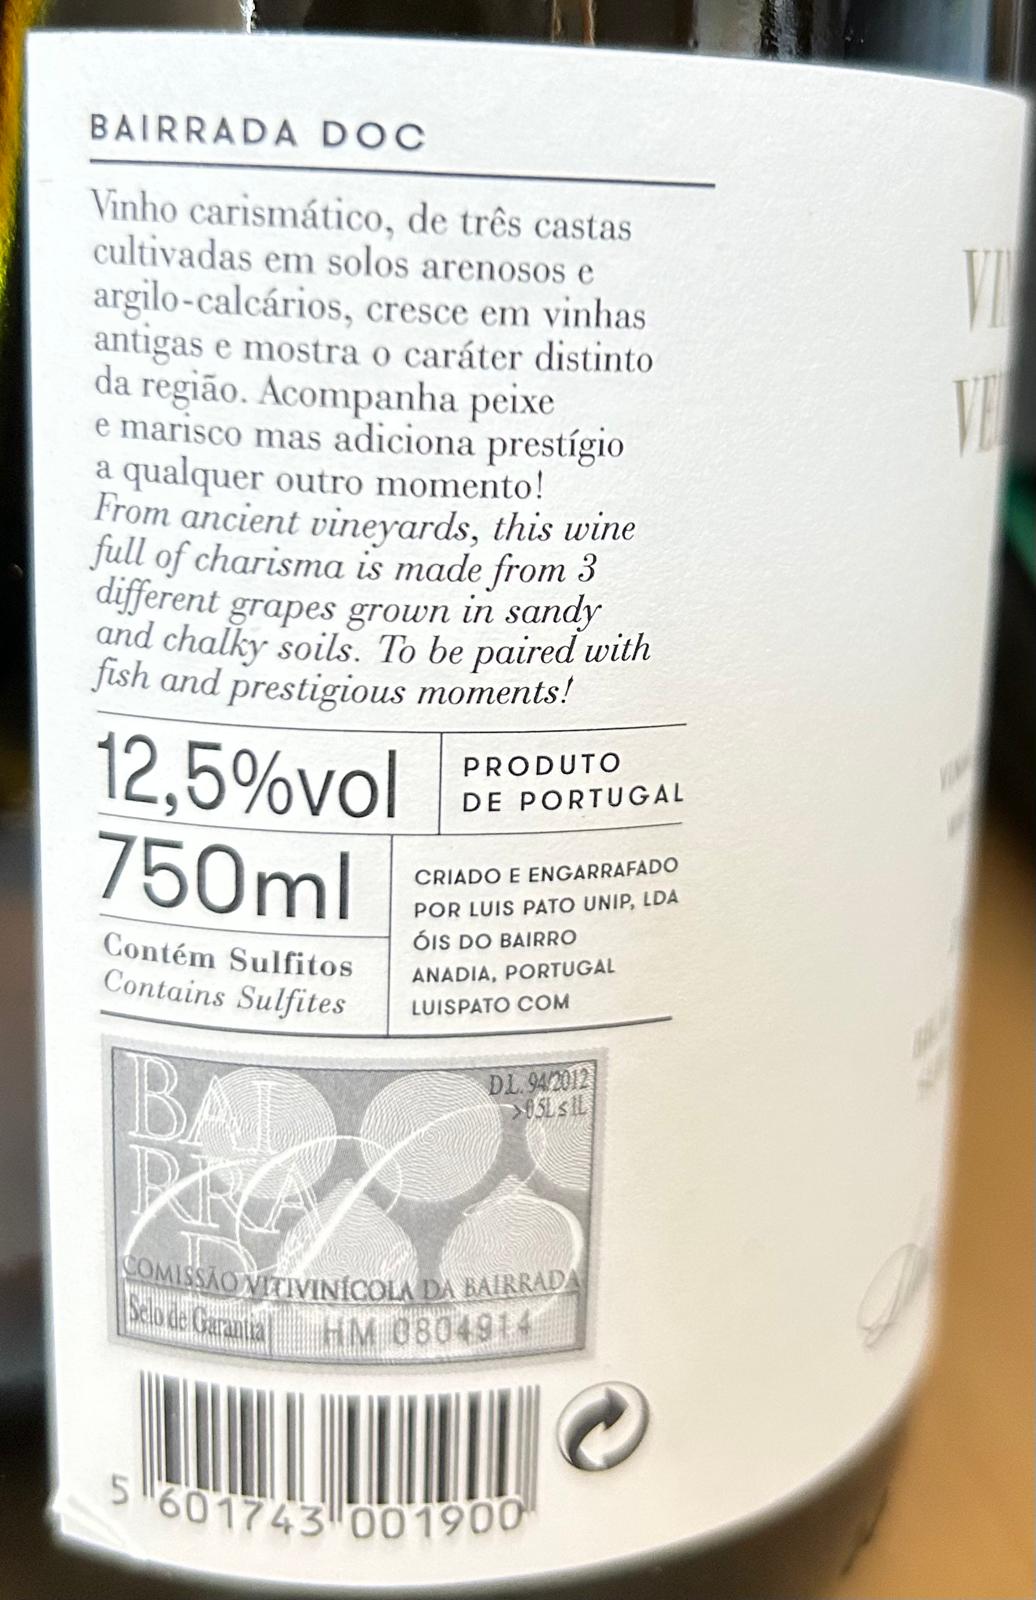 BAIRRADA DOC
Vinho carismático, de três castas
cultivadas em solos arenosos e
argilo-calcários, cresce em vinhas
antigas e mostra o caráter distinto
da região. Acompanha peixe
e marisco mas adiciona prestígio
a qualquer outro momento!
From ancient vineyards, this wine
full of charisma is made from 3
different grapes grown in sandy
and chalky soils. To be paired with
fish and prestigious moments!
12,5%vol
PRODUTO
DE PORTUGAL
750ml
Contém Sulfitos
Contains Sulfites
CRIADO E ENGARRAFADO
POR LUIS PATO UNIP, LDA
ÓIS DO BAIRRO
ANADIA, PORTUGAL
LUISPATO COM
BAI
RRA
D
D.L. 94/2012
>0,5L≤1L
COMISSÃO VITIVINÍCOLA DA BAIRRADA
Selo de Garantia
HM 0804914
5 601743 001900